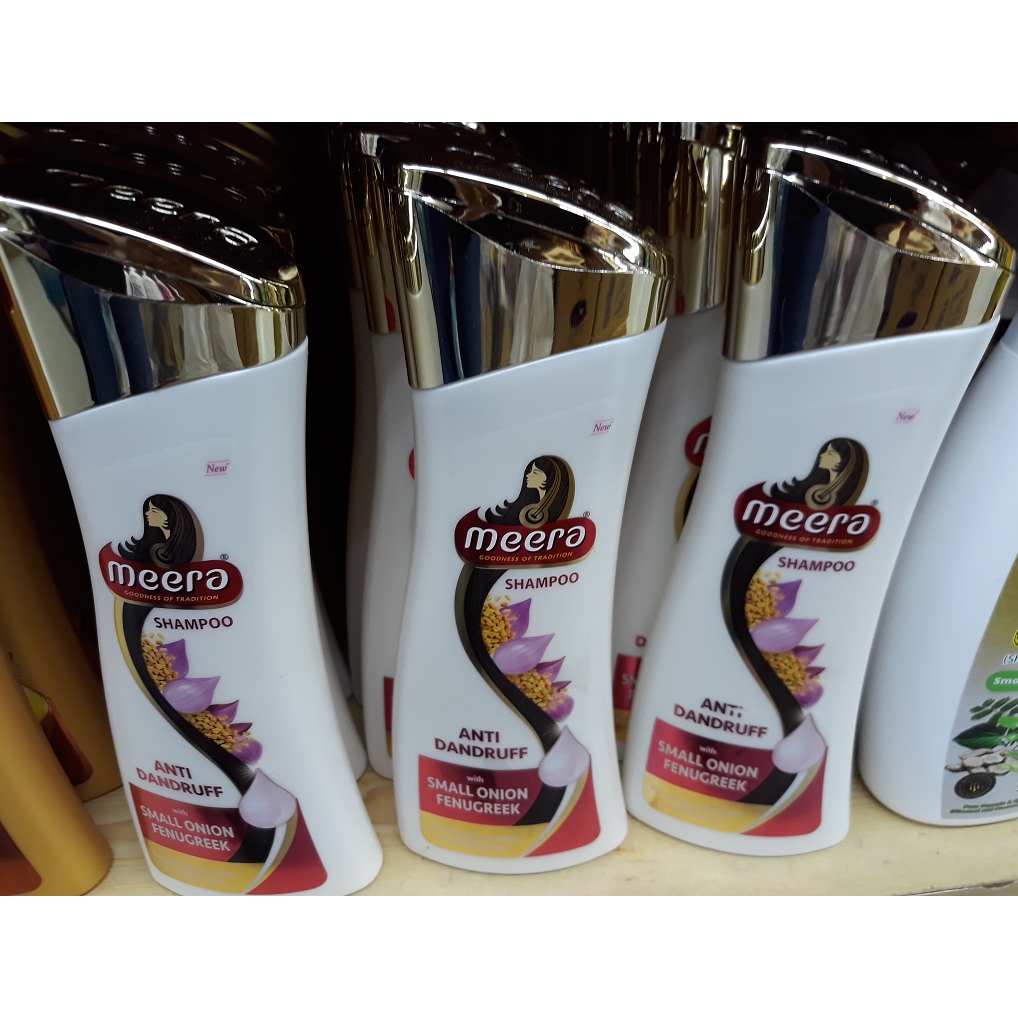 meera
New
meera
GOODNESS OF TRADITION
SHAMPOO
ANTI
DANDRUFF
with
SMALL ONION
FENUGREEK
New
meera
GOODNESS OF TRADITION
SHAMPOO
ANTI
DANDRUFF
with
SMALL ONION
FENUGREEK
New
meera
GOODNESS OF TRADITION
SHAMPOO
ANTI
DANDRUFF
with
SMALL ONION
FENUGREEK